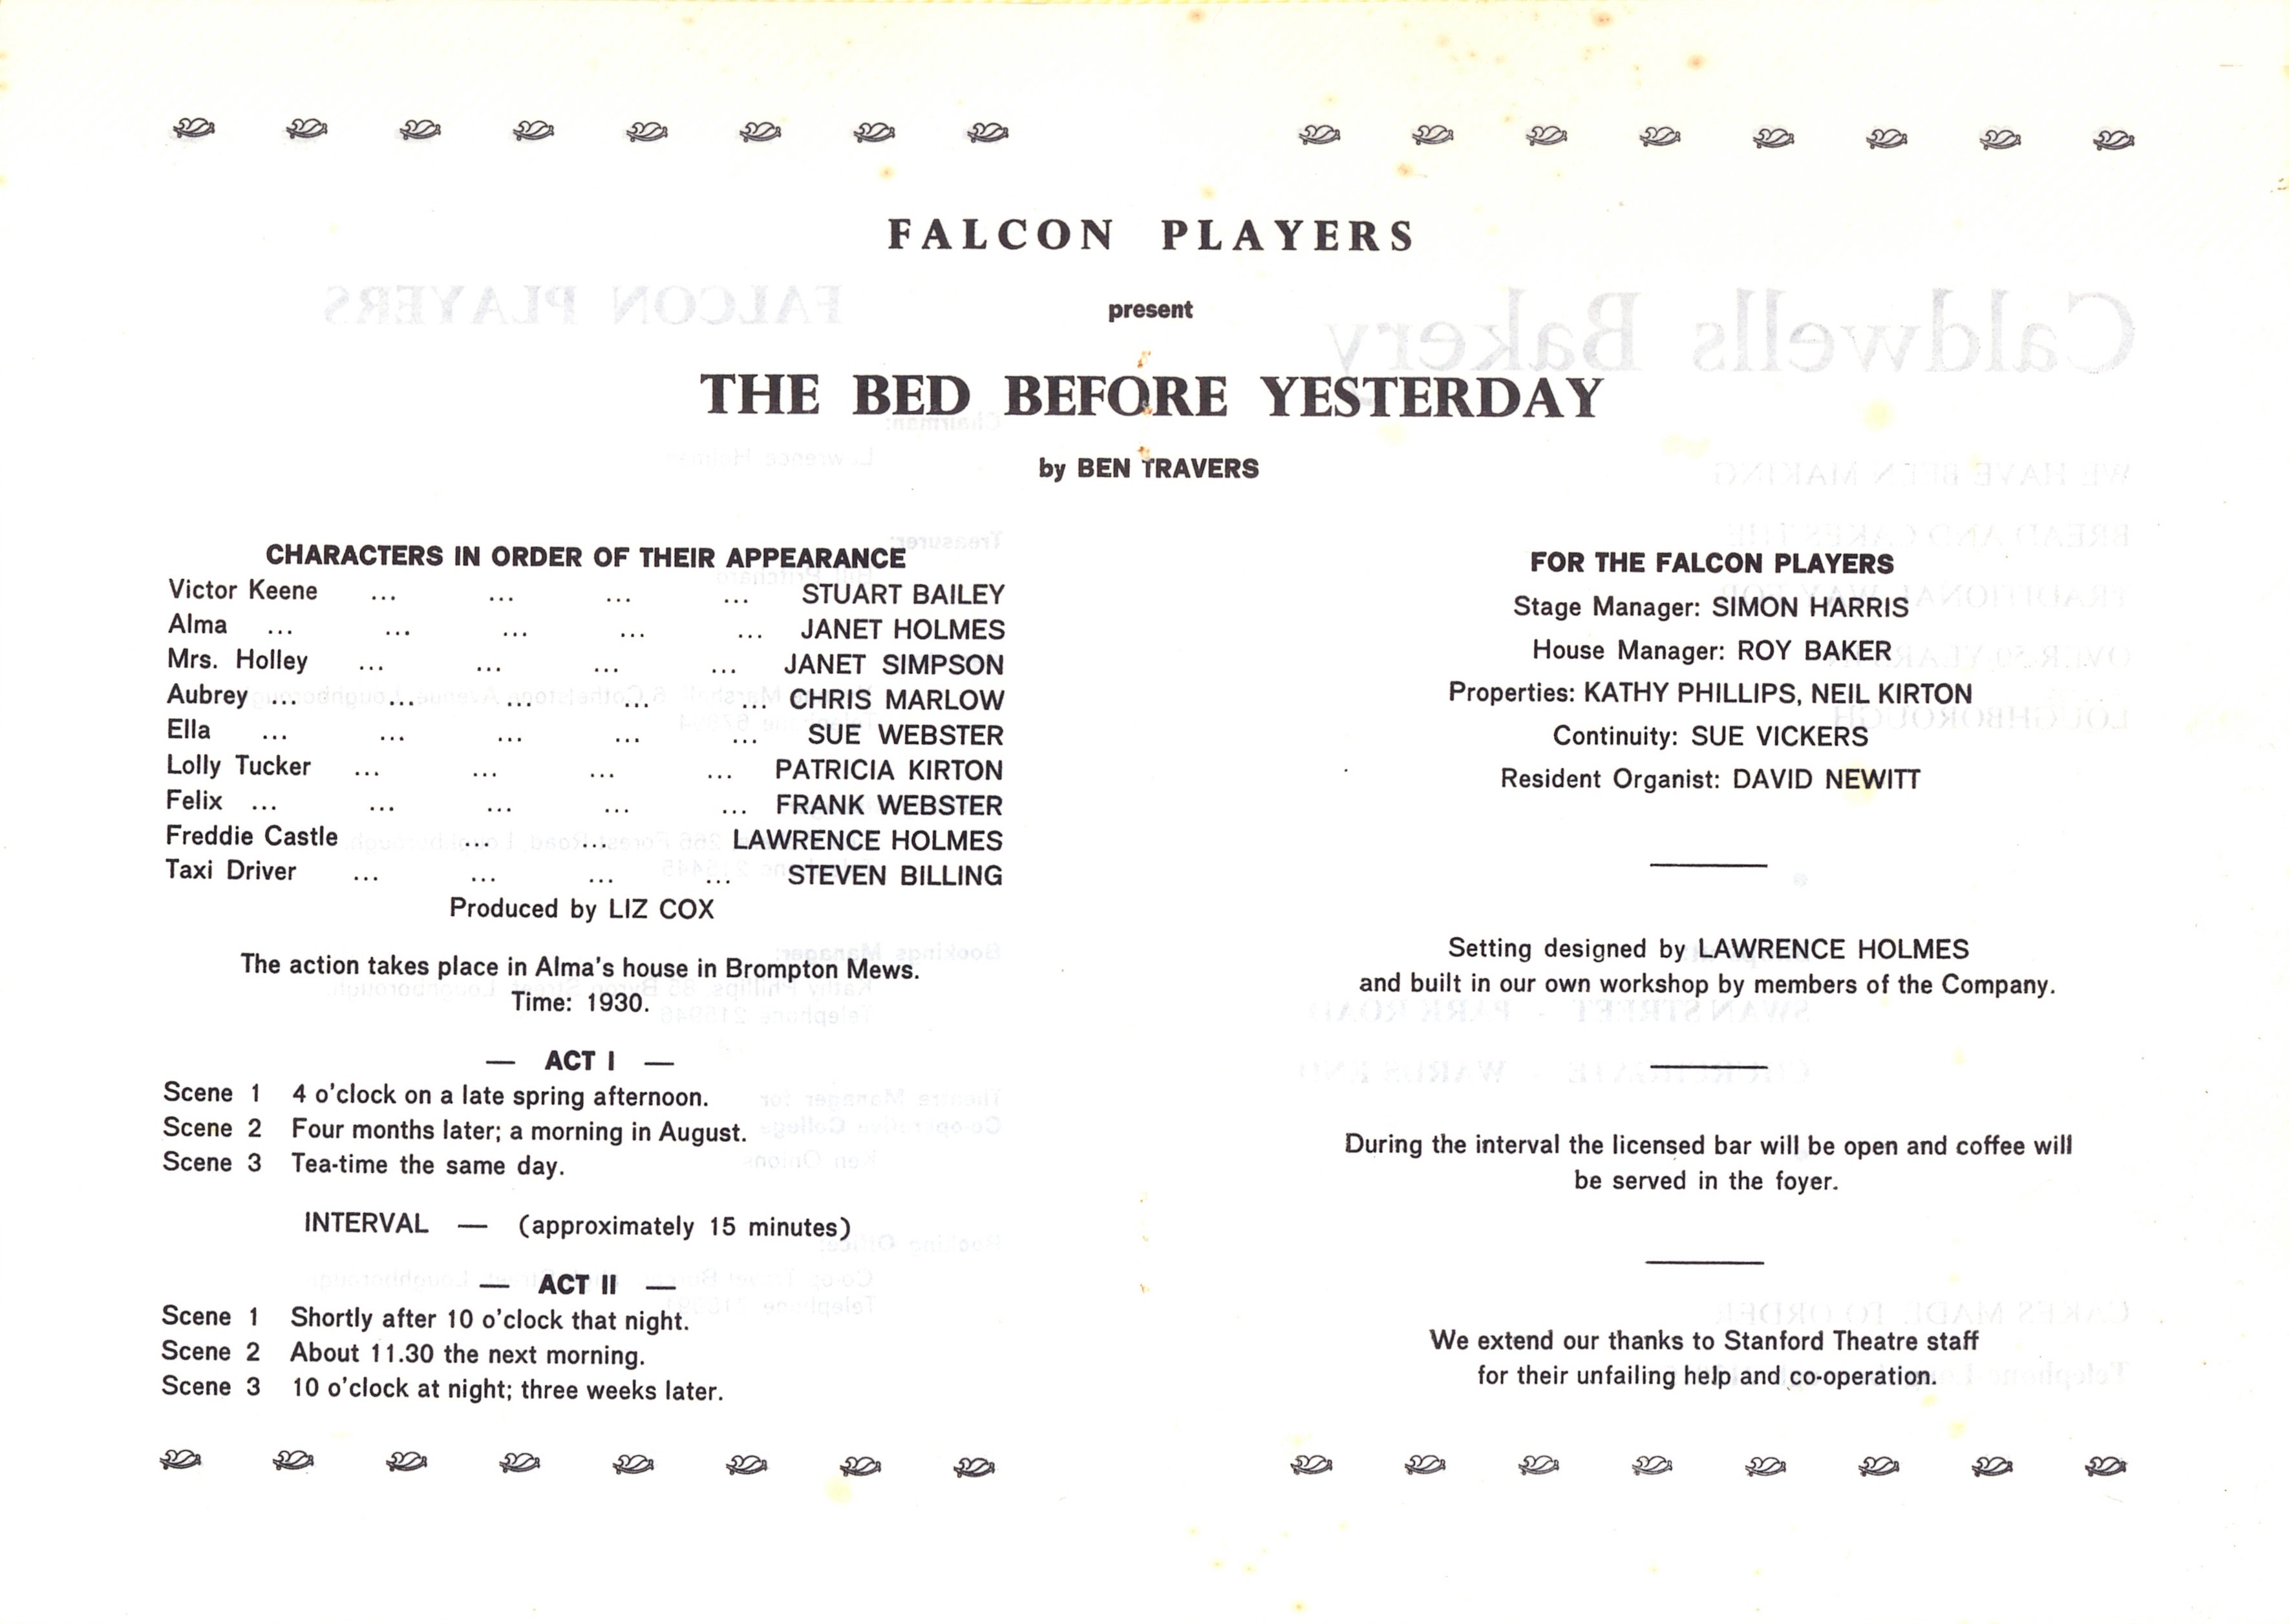 FALCON PLAYERS
present
THE BED BEFORE YESTERDAY
by BEN TRAVERS
CHARACTERS IN ORDER OF THEIR APPEARANCE
Victor Keene ... ... ... ... STUART BAILEY
Alma ... ... ... ... ... JANET HOLMES
Mrs. Holley ... ... ... ... JANET SIMPSON
Aubrey ... ... ... ... ... CHRIS MARLOW
Ella ... ... ... ... ... SUE WEBSTER
Lolly Tucker ... ... ... ... PATRICIA KIRTON
Felix ... ... ... ... ... FRANK WEBSTER
Freddie Castle ... ... LAWRENCE HOLMES
Taxi Driver ... ... ... ... STEVEN BILLING
Produced by LIZ COX
The action takes place in Alma's house in Brompton Mews.
Time: 1930.
— ACT I —
Scene 1 4 o'clock on a late spring afternoon.
Scene 2 Four months later; a morning in August.
Scene 3 Tea-time the same day.
INTERVAL — (approximately 15 minutes)
— ACT II —
Scene 1 Shortly after 10 o'clock that night.
Scene 2 About 11.30 the next morning.
Scene 3 10 o'clock at night; three weeks later.
FOR THE FALCON PLAYERS
Stage Manager: SIMON HARRIS
House Manager: ROY BAKER
Properties: KATHY PHILLIPS, NEIL KIRTON
Continuity: SUE VICKERS
Resident Organist: DAVID NEWITT
Setting designed by LAWRENCE HOLMES
and built in our own workshop by members of the Company.
During the interval the licensed bar will be open and coffee will
be served in the foyer.
We extend our thanks to Stanford Theatre staff
for their unfailing help and co-operation.